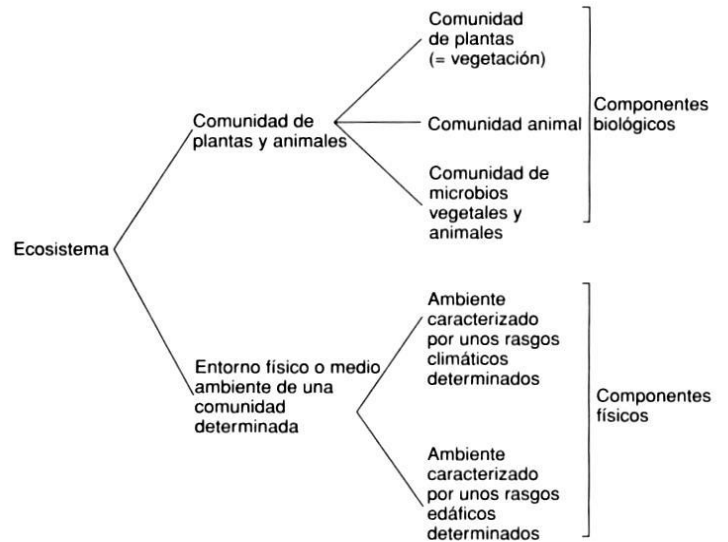 Ecosistema
Comunidad de
plantas y animales
Comunidad
de plantas
(= vegetación)
Comunidad animal
Comunidad de
microbios
vegetales y
animales
Componentes
biológicos
Entorno físico o medio
ambiente de una
comunidad
determinada
Ambiente
caracterizado
por unos rasgos
climáticos
determinados
Ambiente
caracterizado
por unos rasgos
edáficos
determinados
Componentes
físicos